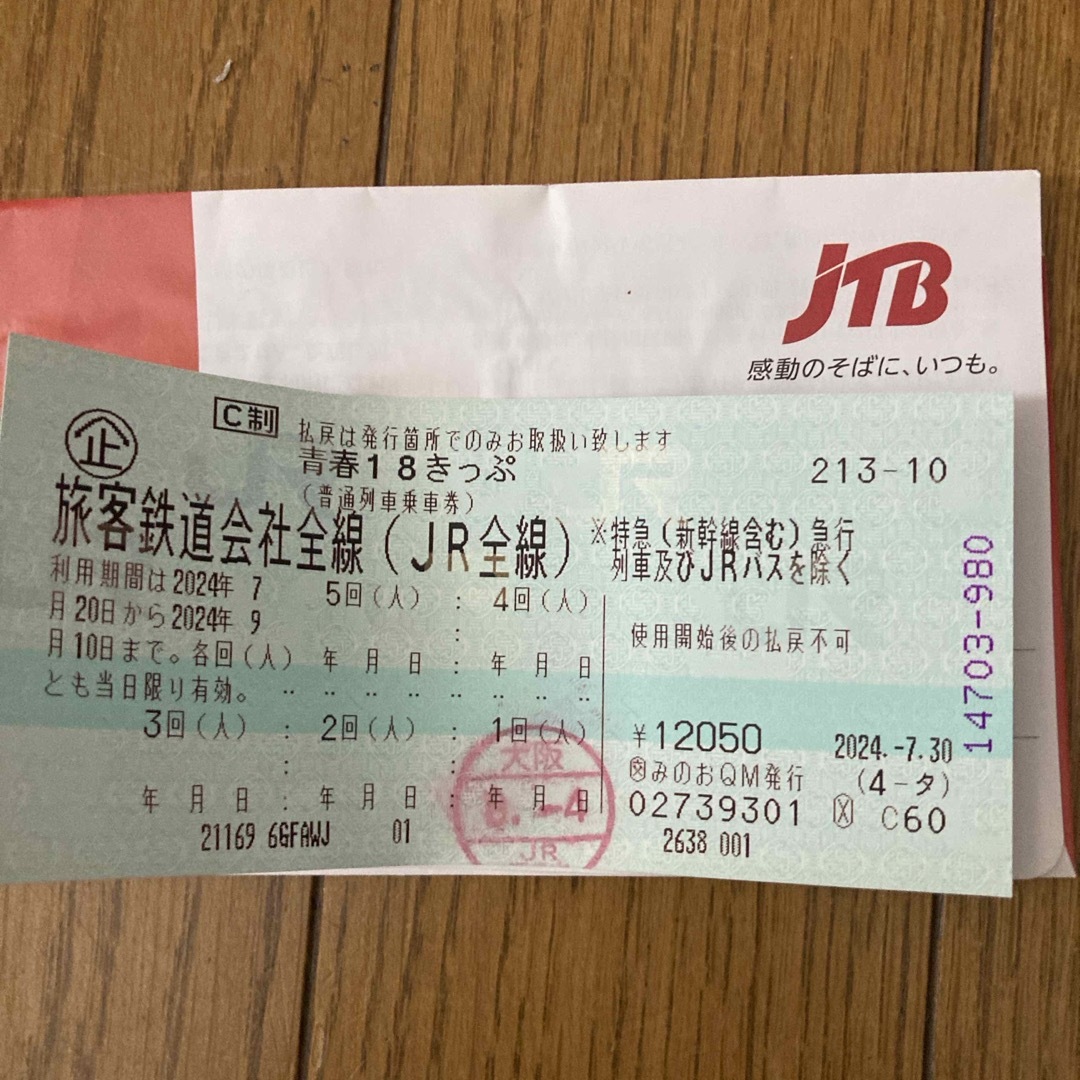 JTB
感動のそばに、いつも。
企
C制
払戻は発行箇所でのみお取扱い致します
青春18きっぷ
213-10
(普通列車乗車券)
旅客鉄道会社全線(JR全線)
※特急(新幹線含む)急行
列車及びJRバスを除く
利用期間は2024年 7
月20日から2024年 9
月10日まで。各回(人)
とも当日限り有効。
5回(人) : 4回(人)
:
年 月 日 : 年 月 日
使用開始後の払戻不可
3回(人) : 2回(人) : 1回(人)
: :
年 月 日 : 年 月 日 : 年 月 日
¥12050
2024.-7.30
みのおQM発行
(4-タ)
02739301
C60
21169 6GFAWJ 01
2638 001
14703-980
大阪
-4
JR